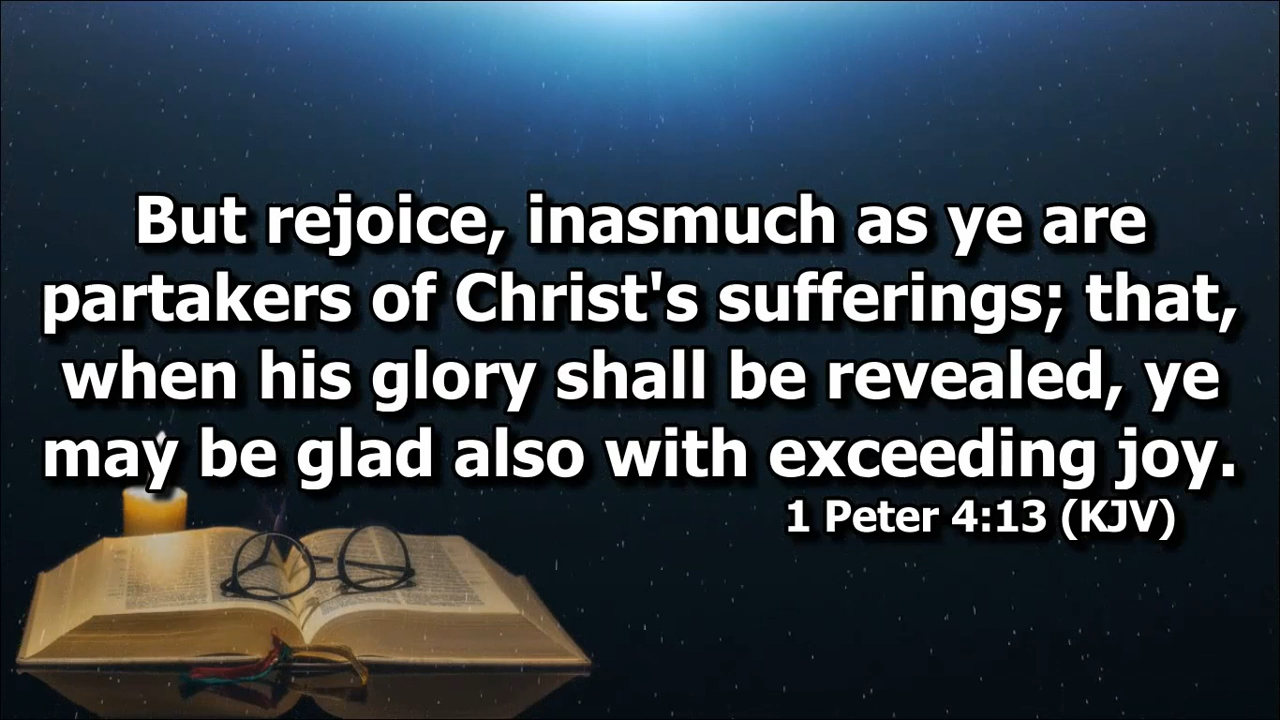 But rejoice, inasmuch as ye are
partakers of Christ's sufferings; that,
when his glory shall be revealed, ye
may be glad also with exceeding joy.
1 Peter 4:13 (KJV)